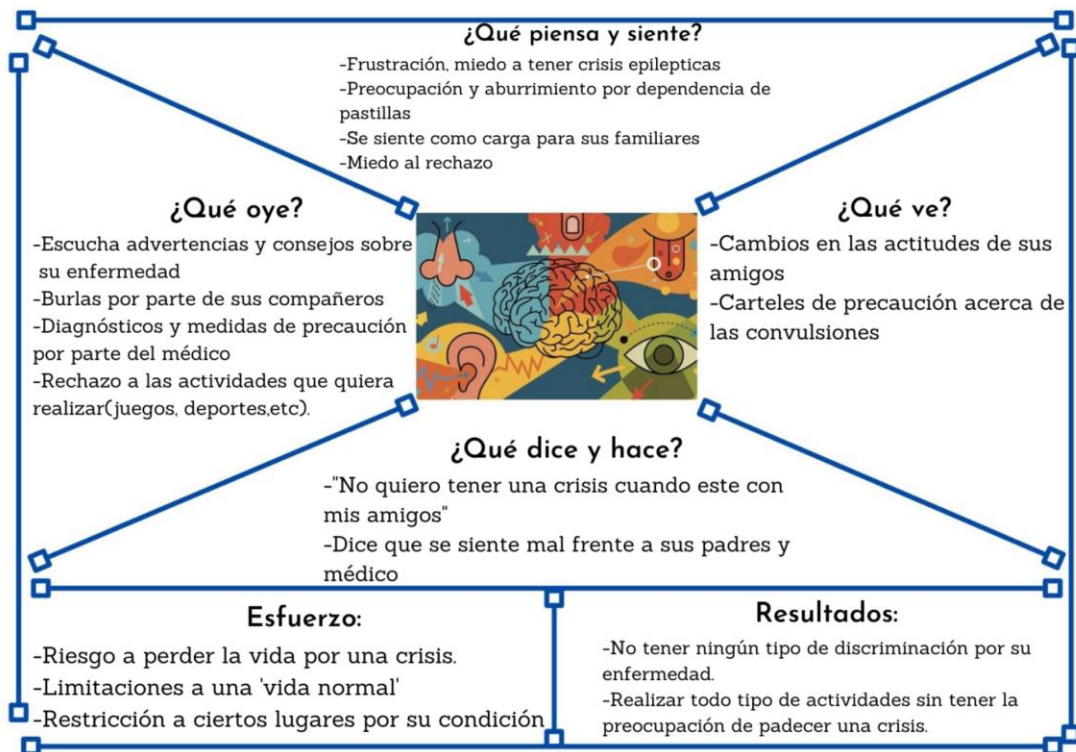 ¿Qué piensa y siente?
-Frustración, miedo a tener crisis epilepticas
-Preocupación y aburrimiento por dependencia de
pastillas
-Se siente como carga para sus familiares
-Miedo al rechazo
¿Qué oye?
-Escucha advertencias y consejos sobre
su enfermedad
-Burlas por parte de sus compañeros
-Diagnósticos y medidas de precaución
por parte del médico
-Rechazo a las actividades que quiera
realizar(juegos, deportes,etc).
¿Qué ve?
-Cambios en las actitudes de sus
amigos
-Carteles de precaución acerca de
las convulsiones
¿Qué dice y hace?
-"No quiero tener una crisis cuando este con
mis amigos"
-Dice que se siente mal frente a sus padres y
médico
Esfuerzo:
-Riesgo a perder la vida por una crisis.
-Limitaciones a una 'vida normal'
-Restricción a ciertos lugares por su condición
Resultados:
-No tener ningún tipo de discriminación por su
enfermedad.
-Realizar todo tipo de actividades sin tener la
preocupación de padecer una crisis.